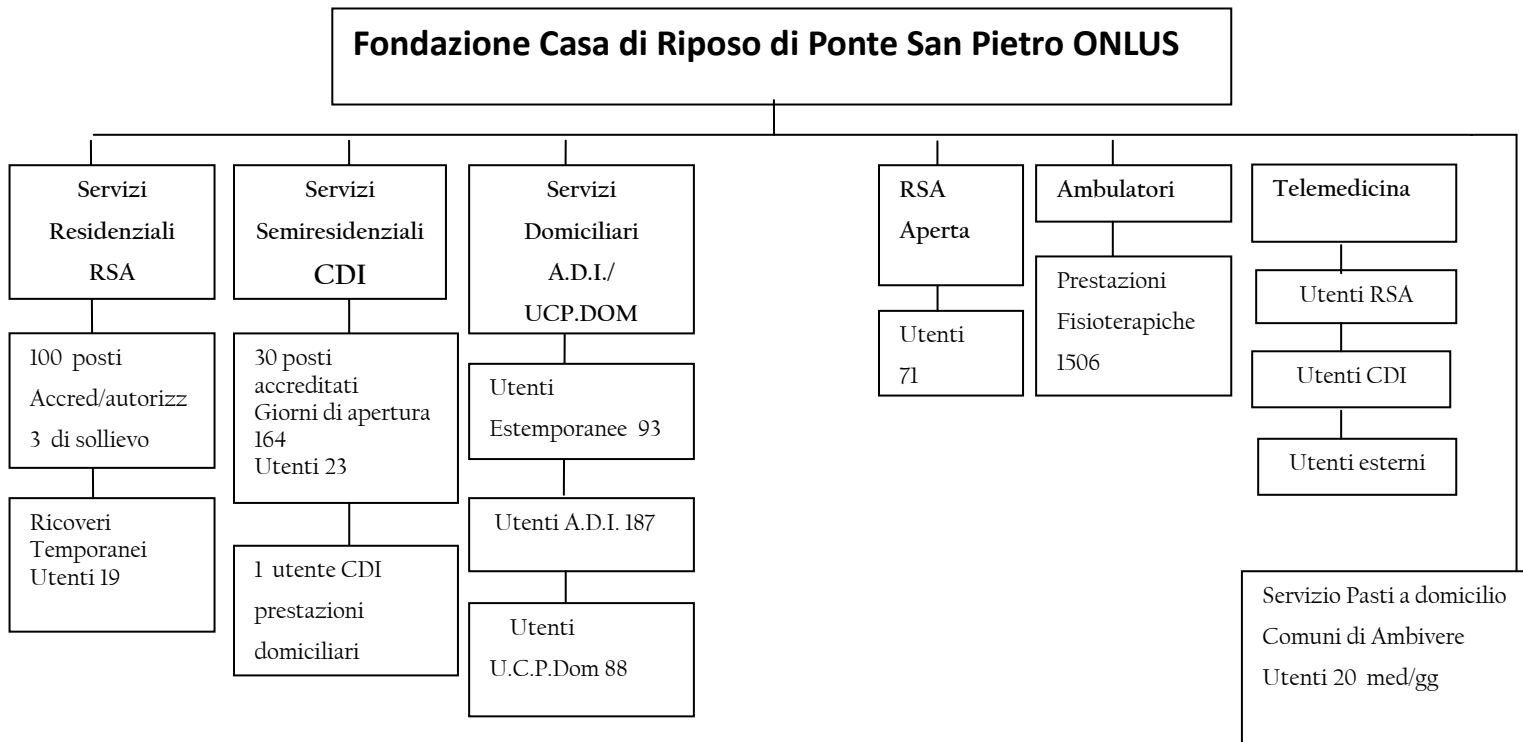 Fondazione Casa di Riposo di Ponte San Pietro ONLUS
Servizi
Residenziali
RSA
100 posti
Accred/autorizz
3 di sollievo
Ricoveri
Temporanei
Utenti 19
Servizi
Semiresidenziali
CDI
30 posti
accreditati
Giorni di apertura
164
Utenti 23
1 utente CDI
prestazioni
domiciliari
Servizi
Domiciliari
A.D.I./
UCP.DOM
Utenti
Estemporanee 93
Utenti A.D.I. 187
Utenti
U.C.P.Dom 88
RSA
Aperta
Utenti
71
Ambulatori
Prestazioni
Fisioterapiche
1506
Telemedicina
Utenti RSA
Utenti CDI
Utenti esterni
Servizio Pasti a domicilio
Comuni di Ambivere
Utenti 20 med/gg